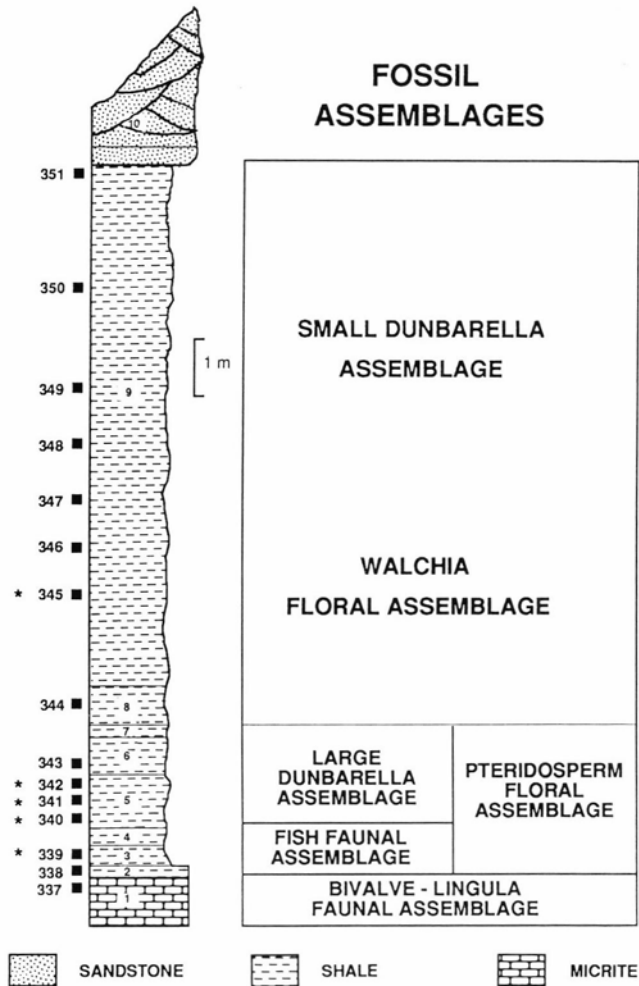 FOSSIL
ASSEMBLAGES
10
351
350
1 m
SMALL DUNBARELLA
ASSEMBLAGE
349
9
348
347
346
WALCHIA
FLORAL ASSEMBLAGE
* 345
344
8
7
343
6
LARGE
DUNBARELLA
ASSEMBLAGE
PTERIDOSPERM
FLORAL
ASSEMBLAGE
* 342
* 341
5
* 340
4
FISH FAUNAL
ASSEMBLAGE
* 339
3
338
2
337
1
BIVALVE - LINGULA
FAUNAL ASSEMBLAGE
SANDSTONE
SHALE
MICRITE